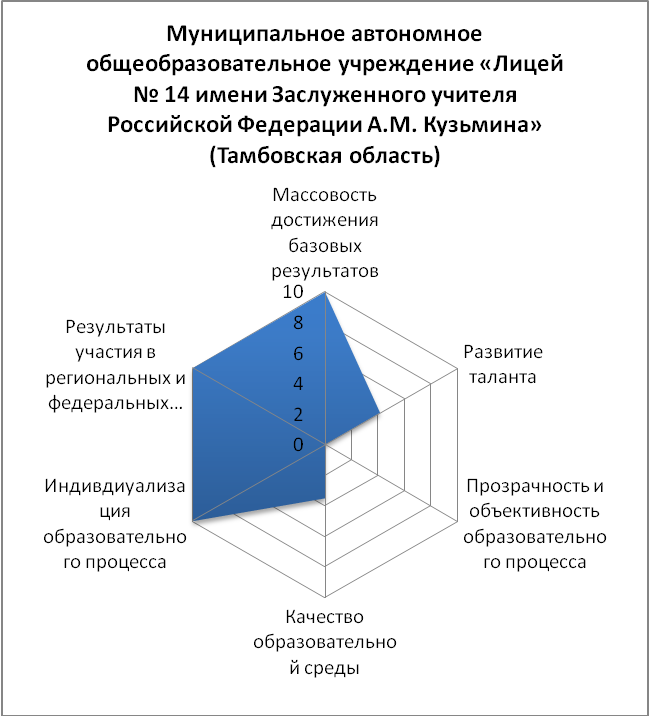 Муниципальное автономное
общеобразовательное учреждение «Лицей
№ 14 имени Заслуженного учителя
Российской Федерации А.М. Кузьмина»
(Тамбовская область)
Массовость
достижения
базовых
результатов
10
8
6
4
2
0
Развитие
таланта
Прозрачность и
объективность
образовательно
го процесса
Качество
образовательно
й среды
Индивдиуализа
ция
образовательно
го процесса
Результаты
участия в
региональных и
федеральных...